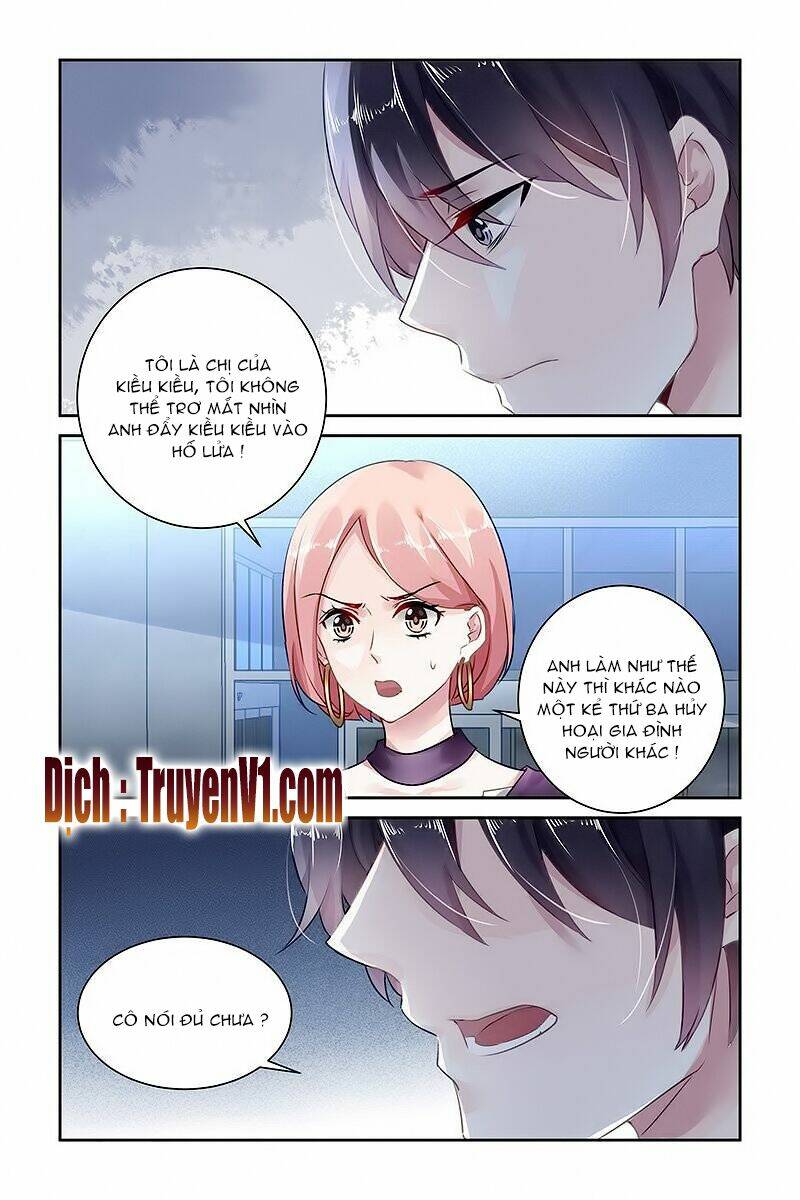 TÔI LÀ CHỊ CỦA
KIỀU KIỀU, TÔI KHÔNG
THỂ TRƠ MẮT NHÌN
ANH ĐẨY KIỀU KIỀU VÀO
HỐ LỬA !
ANH LÀM NHƯ THẾ
NÀY THÌ KHÁC NÀO
MỘT KẺ THỨ BA HỦY
HOẠI GIA ĐÌNH
NGƯỜI KHÁC !
Dịch : TruyenV1.com
CÔ NÓI ĐỦ CHƯA ?